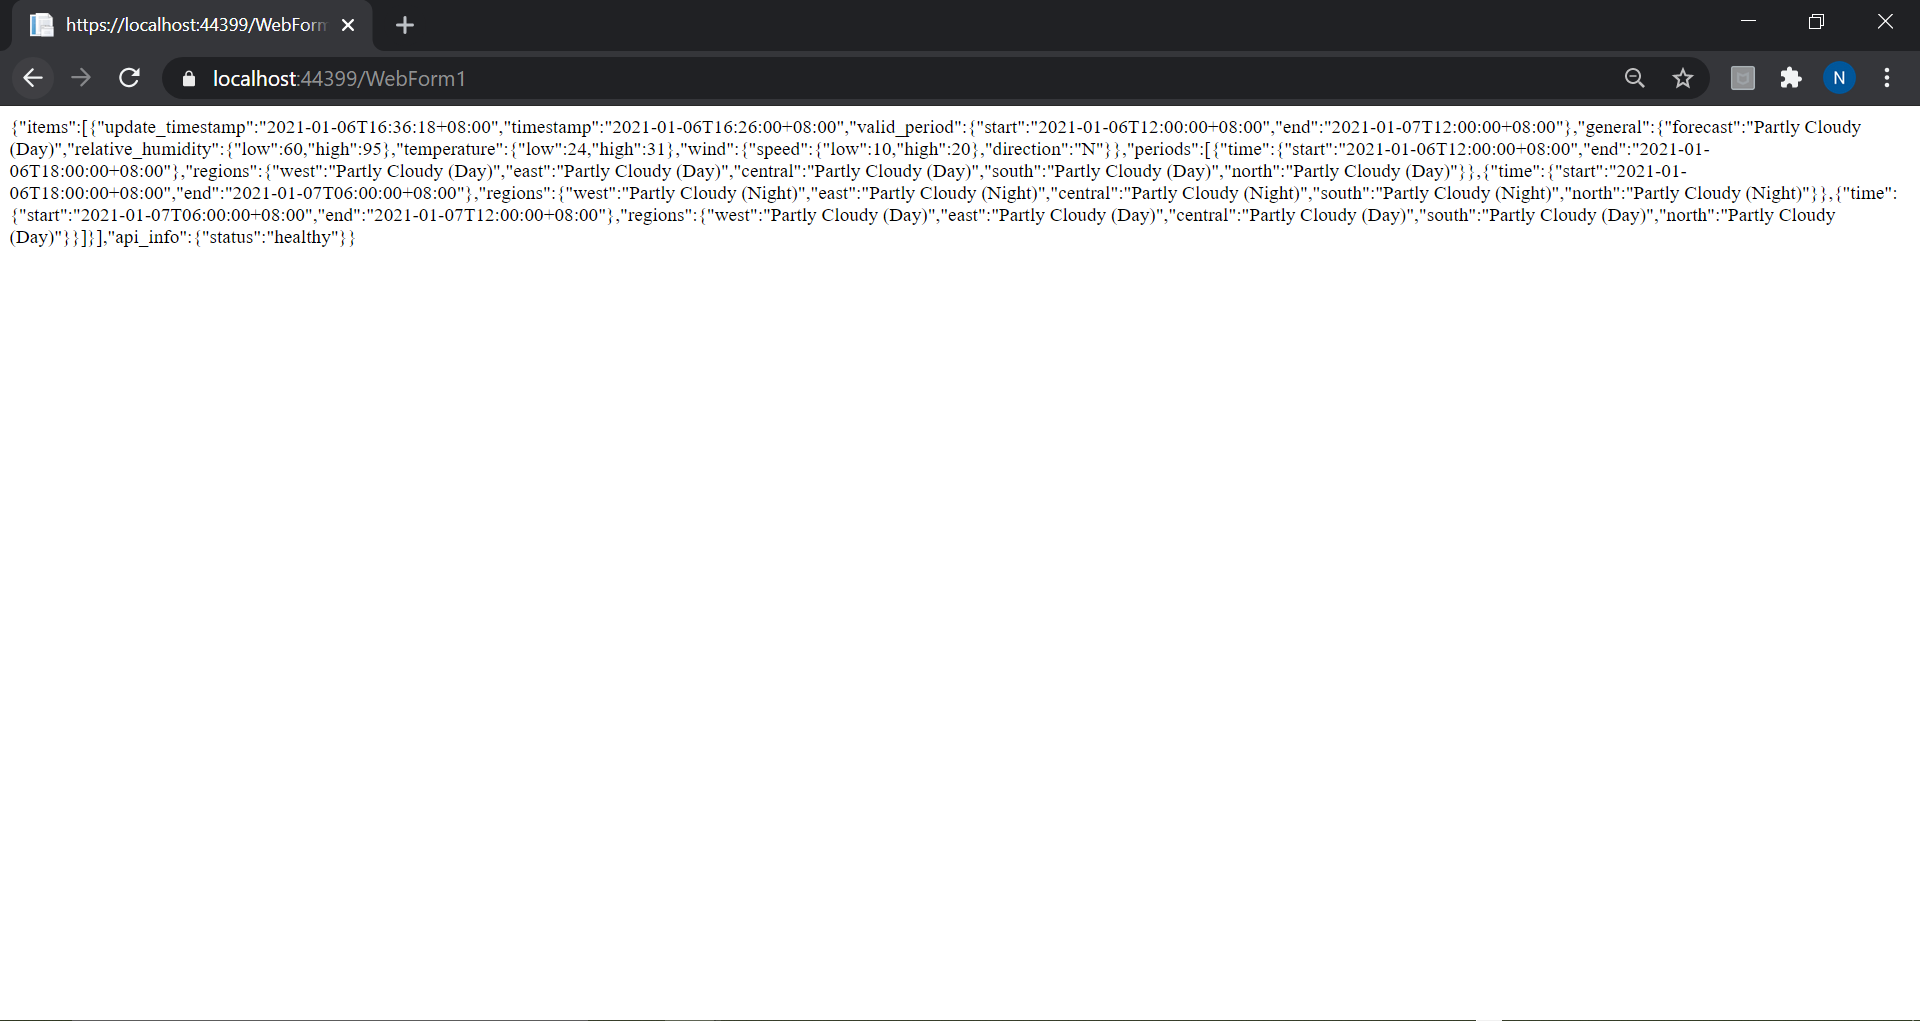 https://localhost:44399/WebForm
localhost:44399/WebForm1
N
{"items":[{"update_timestamp":"2021-01-06T16:36:18+08:00","timestamp":"2021-01-06T16:26:00+08:00","valid_period":{"start":"2021-01-06T12:00:00+08:00","end":"2021-01-07T12:00:00+08:00"},"general":{"forecast":"Partly Cloudy
(Day)","relative_humidity":{"low":60,"high":95},"temperature":{"low":24,"high":31},"wind":{"speed":{"low":10,"high":20},"direction":"N"}},"periods":[{"time":{"start":"2021-01-06T12:00:00+08:00","end":"2021-01-
06T18:00:00+08:00"},"regions":{"west":"Partly Cloudy (Day)","east":"Partly Cloudy (Day)","central":"Partly Cloudy (Day)","south":"Partly Cloudy (Day)","north":"Partly Cloudy (Day)"}},{"time":{"start":"2021-01-
06T18:00:00+08:00","end":"2021-01-07T06:00:00+08:00"},"regions":{"west":"Partly Cloudy (Night)","east":"Partly Cloudy (Night)","central":"Partly Cloudy (Night)","south":"Partly Cloudy (Night)","north":"Partly Cloudy (Night)"}},{"time":
{"start":"2021-01-07T06:00:00+08:00","end":"2021-01-07T12:00:00+08:00"},"regions":{"west":"Partly Cloudy (Day)","east":"Partly Cloudy (Day)","central":"Partly Cloudy (Day)","south":"Partly Cloudy (Day)","north":"Partly Cloudy
(Day)"}}]}],"api_info":{"status":"healthy"}}